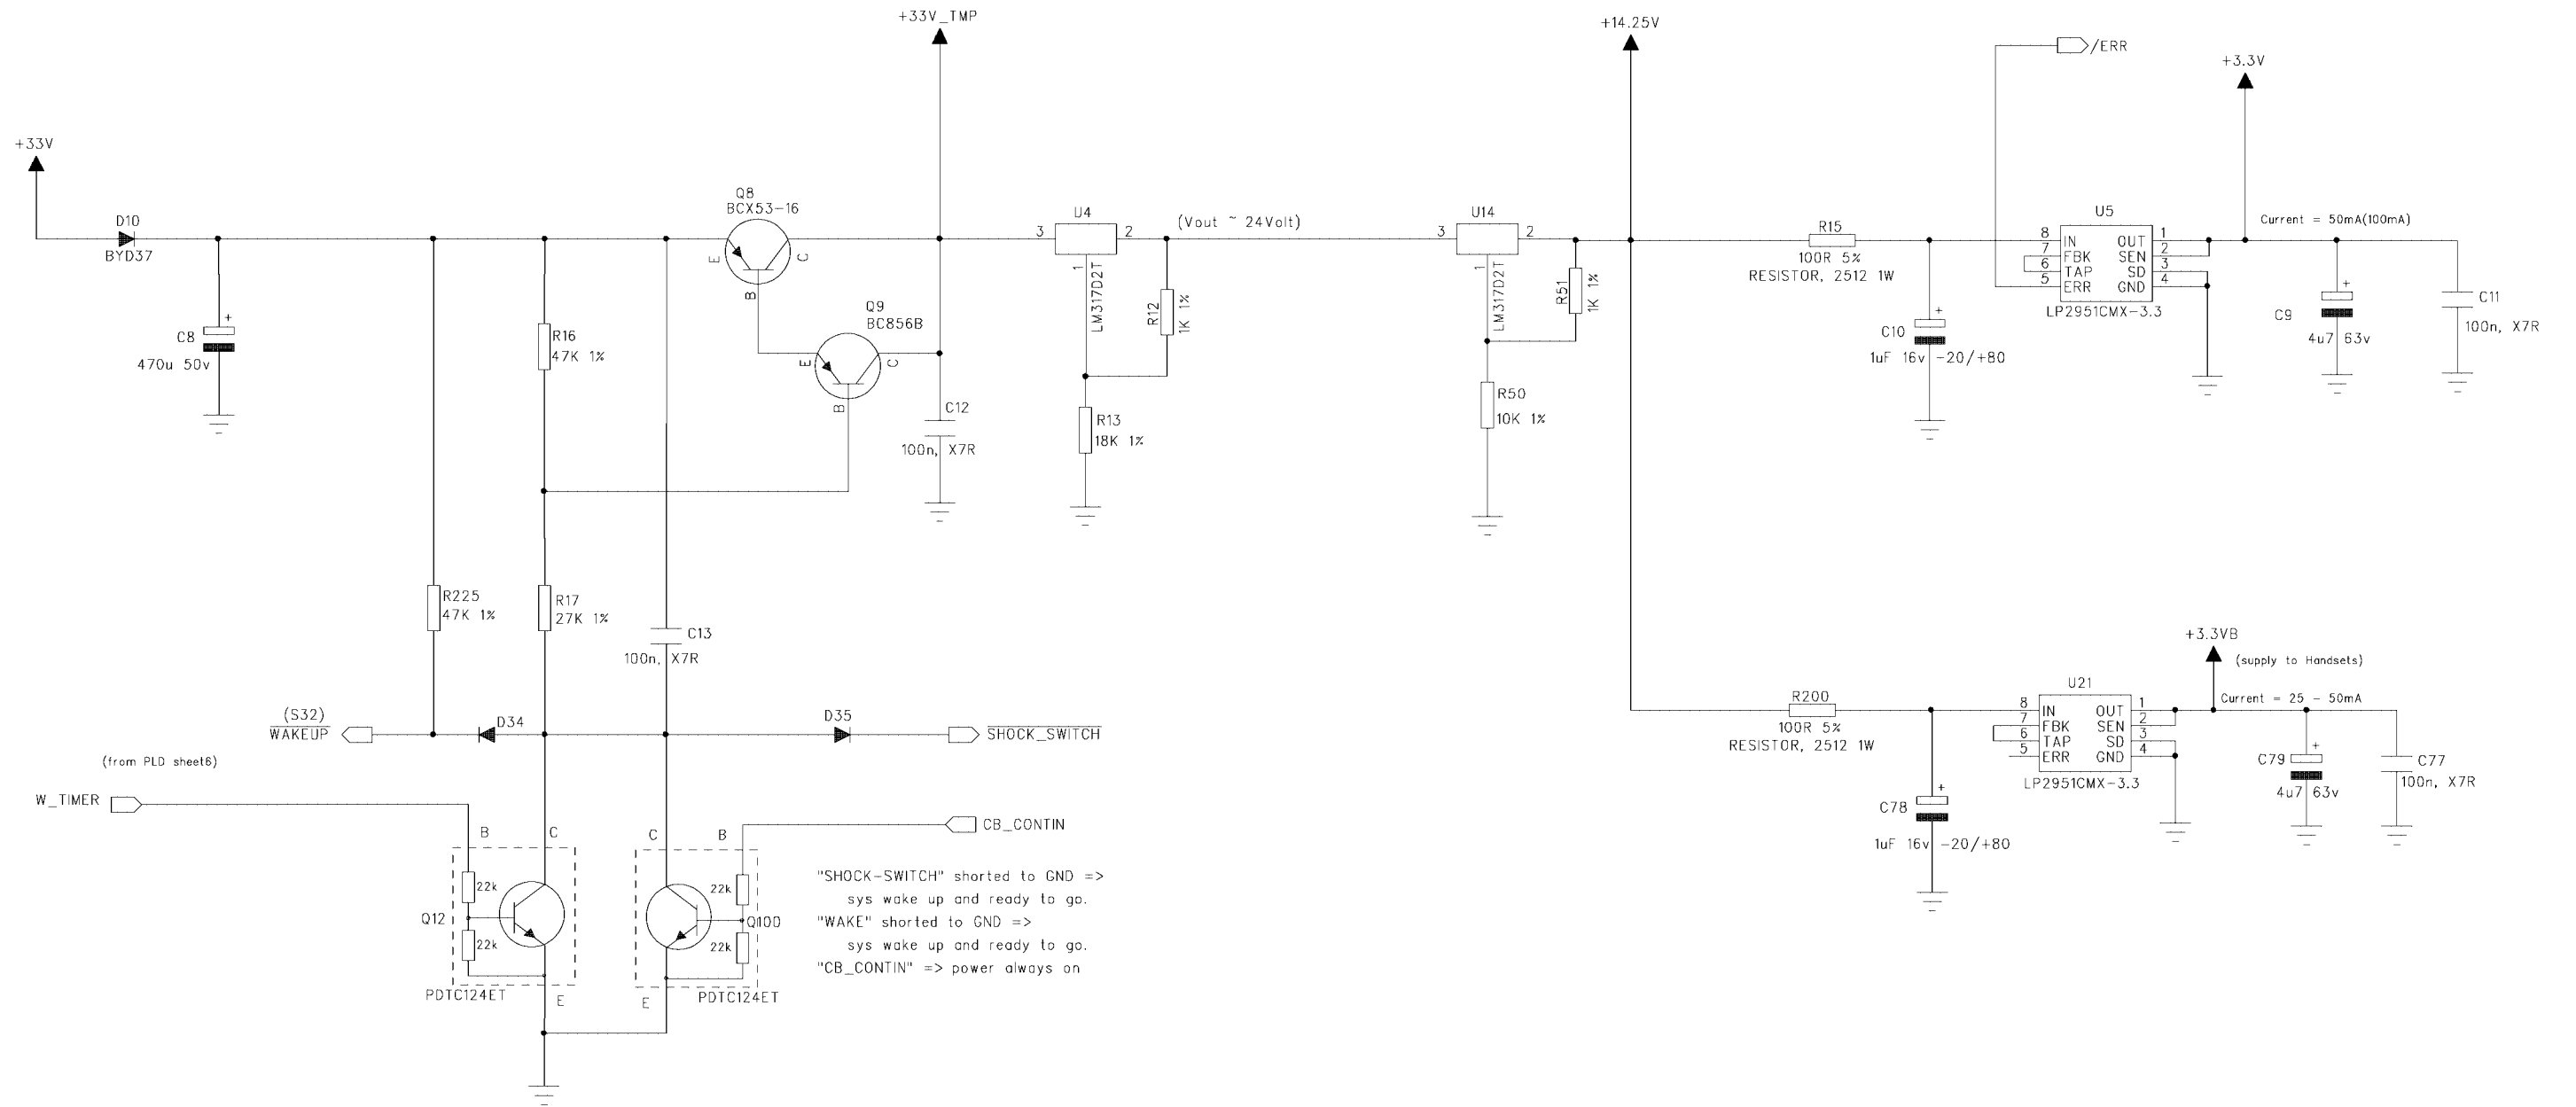 +33V_TMP
+14.25V
/ERR
+3.3V
+33V
Q8
BCX53-16
D10
BYD37
E
C
B
U4
3
2
1
LM317D2T
(Vout ~ 24Volt)
U14
3
2
1
LM317D2T
R12
1K 1%
R51
1K 1%
R15
100R 5%
RESISTOR, 2512 1W
U5
8
7
6
5
IN
FBK
TAP
ERR
OUT
SEN
SD
GND
1
2
3
4
LP2951CMX-3.3
Current = 50mA(100mA)
C11
100n, X7R
C9
+
4u7 63v
C10
+
1uF 16v -20/+80
Q9
BC856B
E
C
B
C8
+
470u 50v
R16
47K 1%
C12
100n, X7R
R13
18K 1%
R50
10K 1%
R225
47K 1%
R17
27K 1%
C13
100n, X7R
+3.3VB
(supply to Handsets)
Current = 25 - 50mA
U21
8
7
6
5
IN
FBK
TAP
ERR
OUT
SEN
SD
GND
1
2
3
4
LP2951CMX-3.3
R200
100R 5%
RESISTOR, 2512 1W
C79
+
4u7 63v
C77
100n, X7R
C78
+
1uF 16v -20/+80
(S32)
WAKEUP
D34
D35
SHOCK_SWITCH
(from PLD sheet6)
W_TIMER
CB_CONTIN
B
C
C
B
22k
22k
Q12
22k
22k
Q100
PDTC124ET
E
E
PDTC124ET
"SHOCK-SWITCH" shorted to GND =>
sys wake up and ready to go.
"WAKE" shorted to GND =>
sys wake up and ready to go.
"CB_CONTIN" => power always on